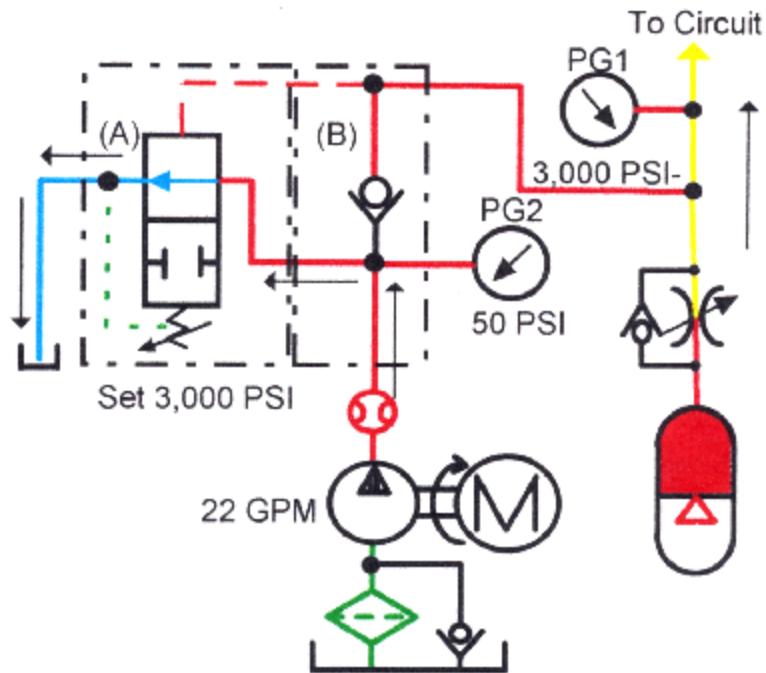 To Circuit
PG1
(A)
(B)
3,000 PSI-
PG2
50 PSI
Set 3,000 PSI
22 GPM
M